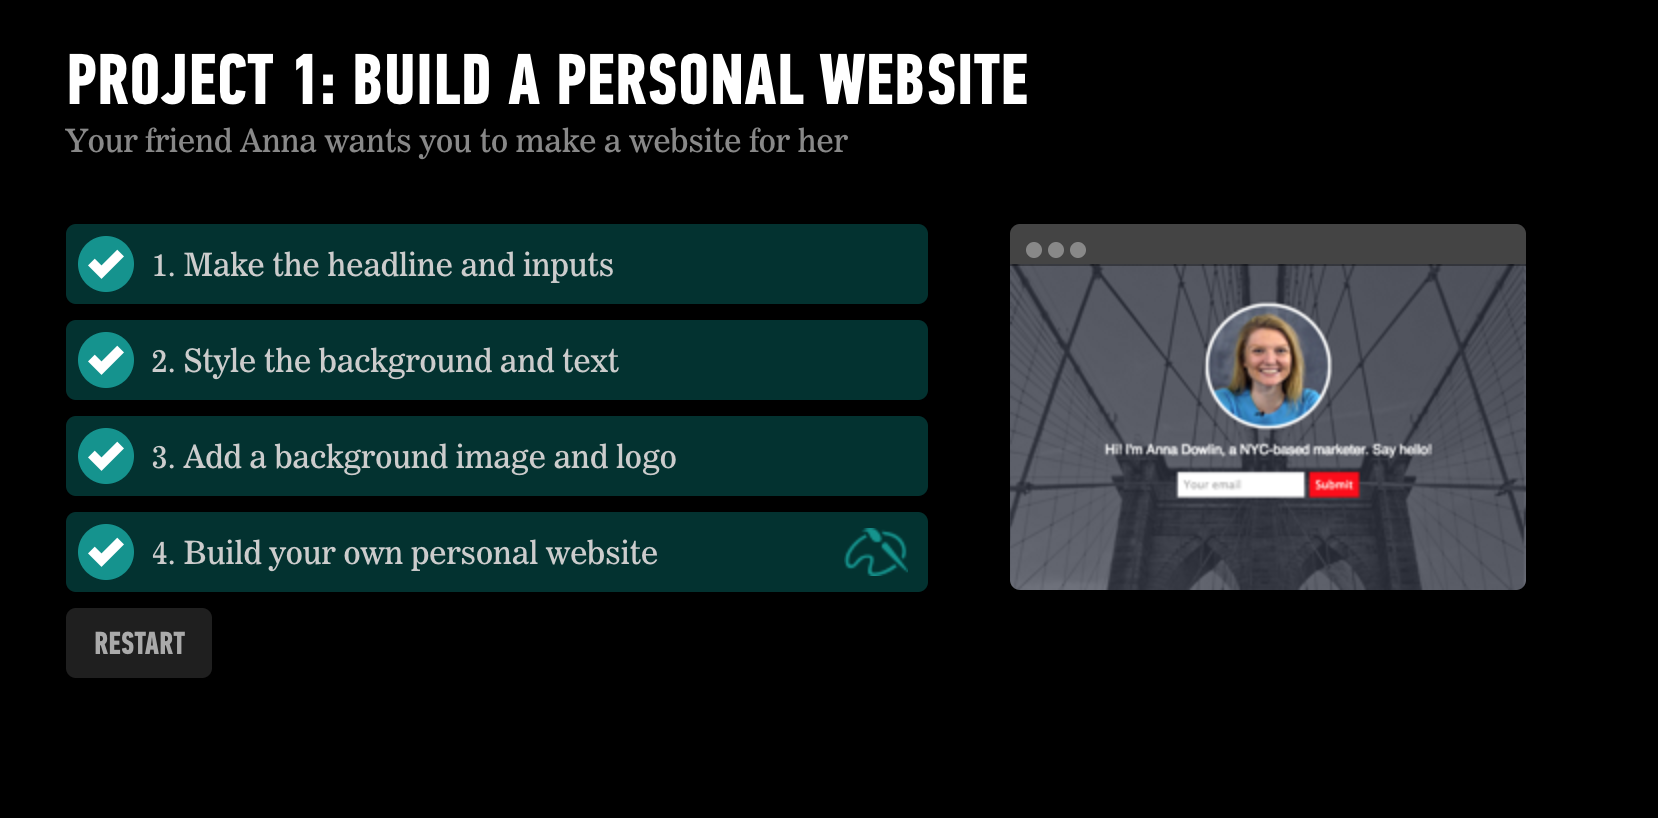 PROJECT 1: BUILD A PERSONAL WEBSITE
Your friend Anna wants you to make a website for her
1. Make the headline and inputs
2. Style the background and text
3. Add a background image and logo
4. Build your own personal website
RESTART
Hi! I'm Anna Dowlin, a NYC-based marketer. Say hello!
Your email
Submit